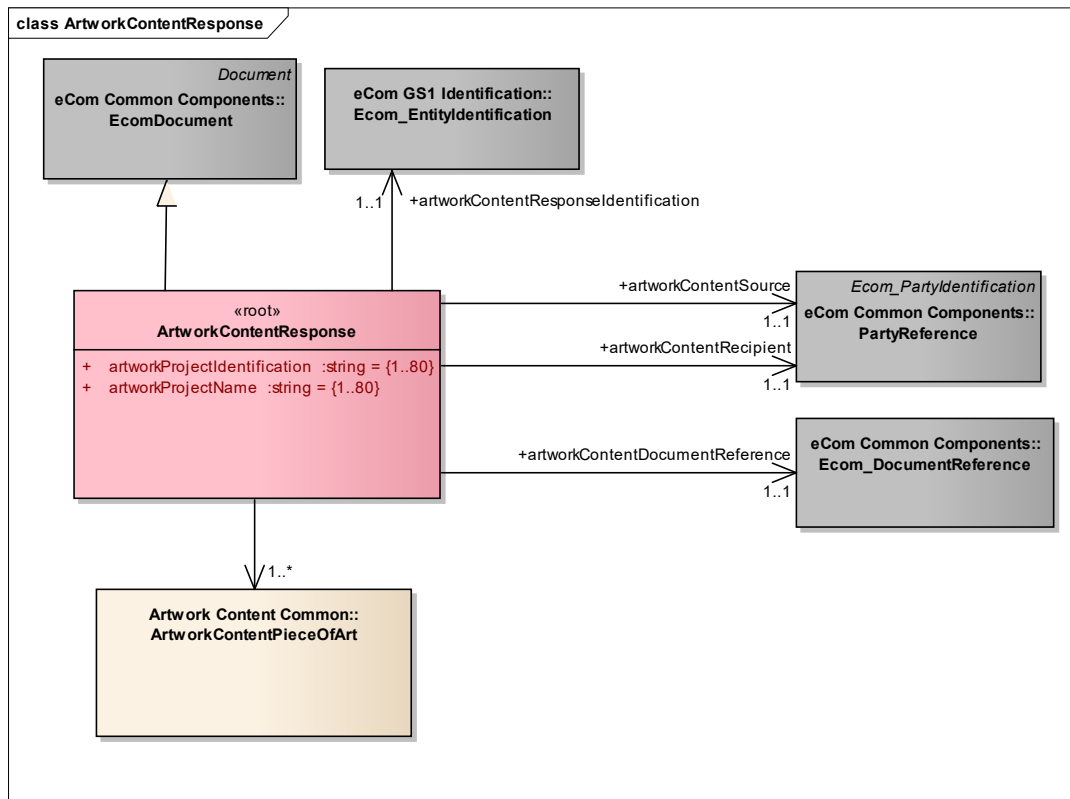 class ArtworkContentResponse
Document
eCom Common Components::
EcomDocument
eCom GS1 Identification::
Ecom_EntityIdentification
1..1
+artworkContentResponseIdentification
«root»
ArtworkContentResponse
+ artworkProjectIdentification :string = {1..80}
+ artworkProjectName :string = {1..80}
+artworkContentSource
1..1
+artworkContentRecipient
1..1
Ecom_PartyIdentification
eCom Common Components::
PartyReference
+artworkContentDocumentReference
1..1
eCom Common Components::
Ecom_DocumentReference
1..*
Artwork Content Common::
ArtworkContentPieceOfArt